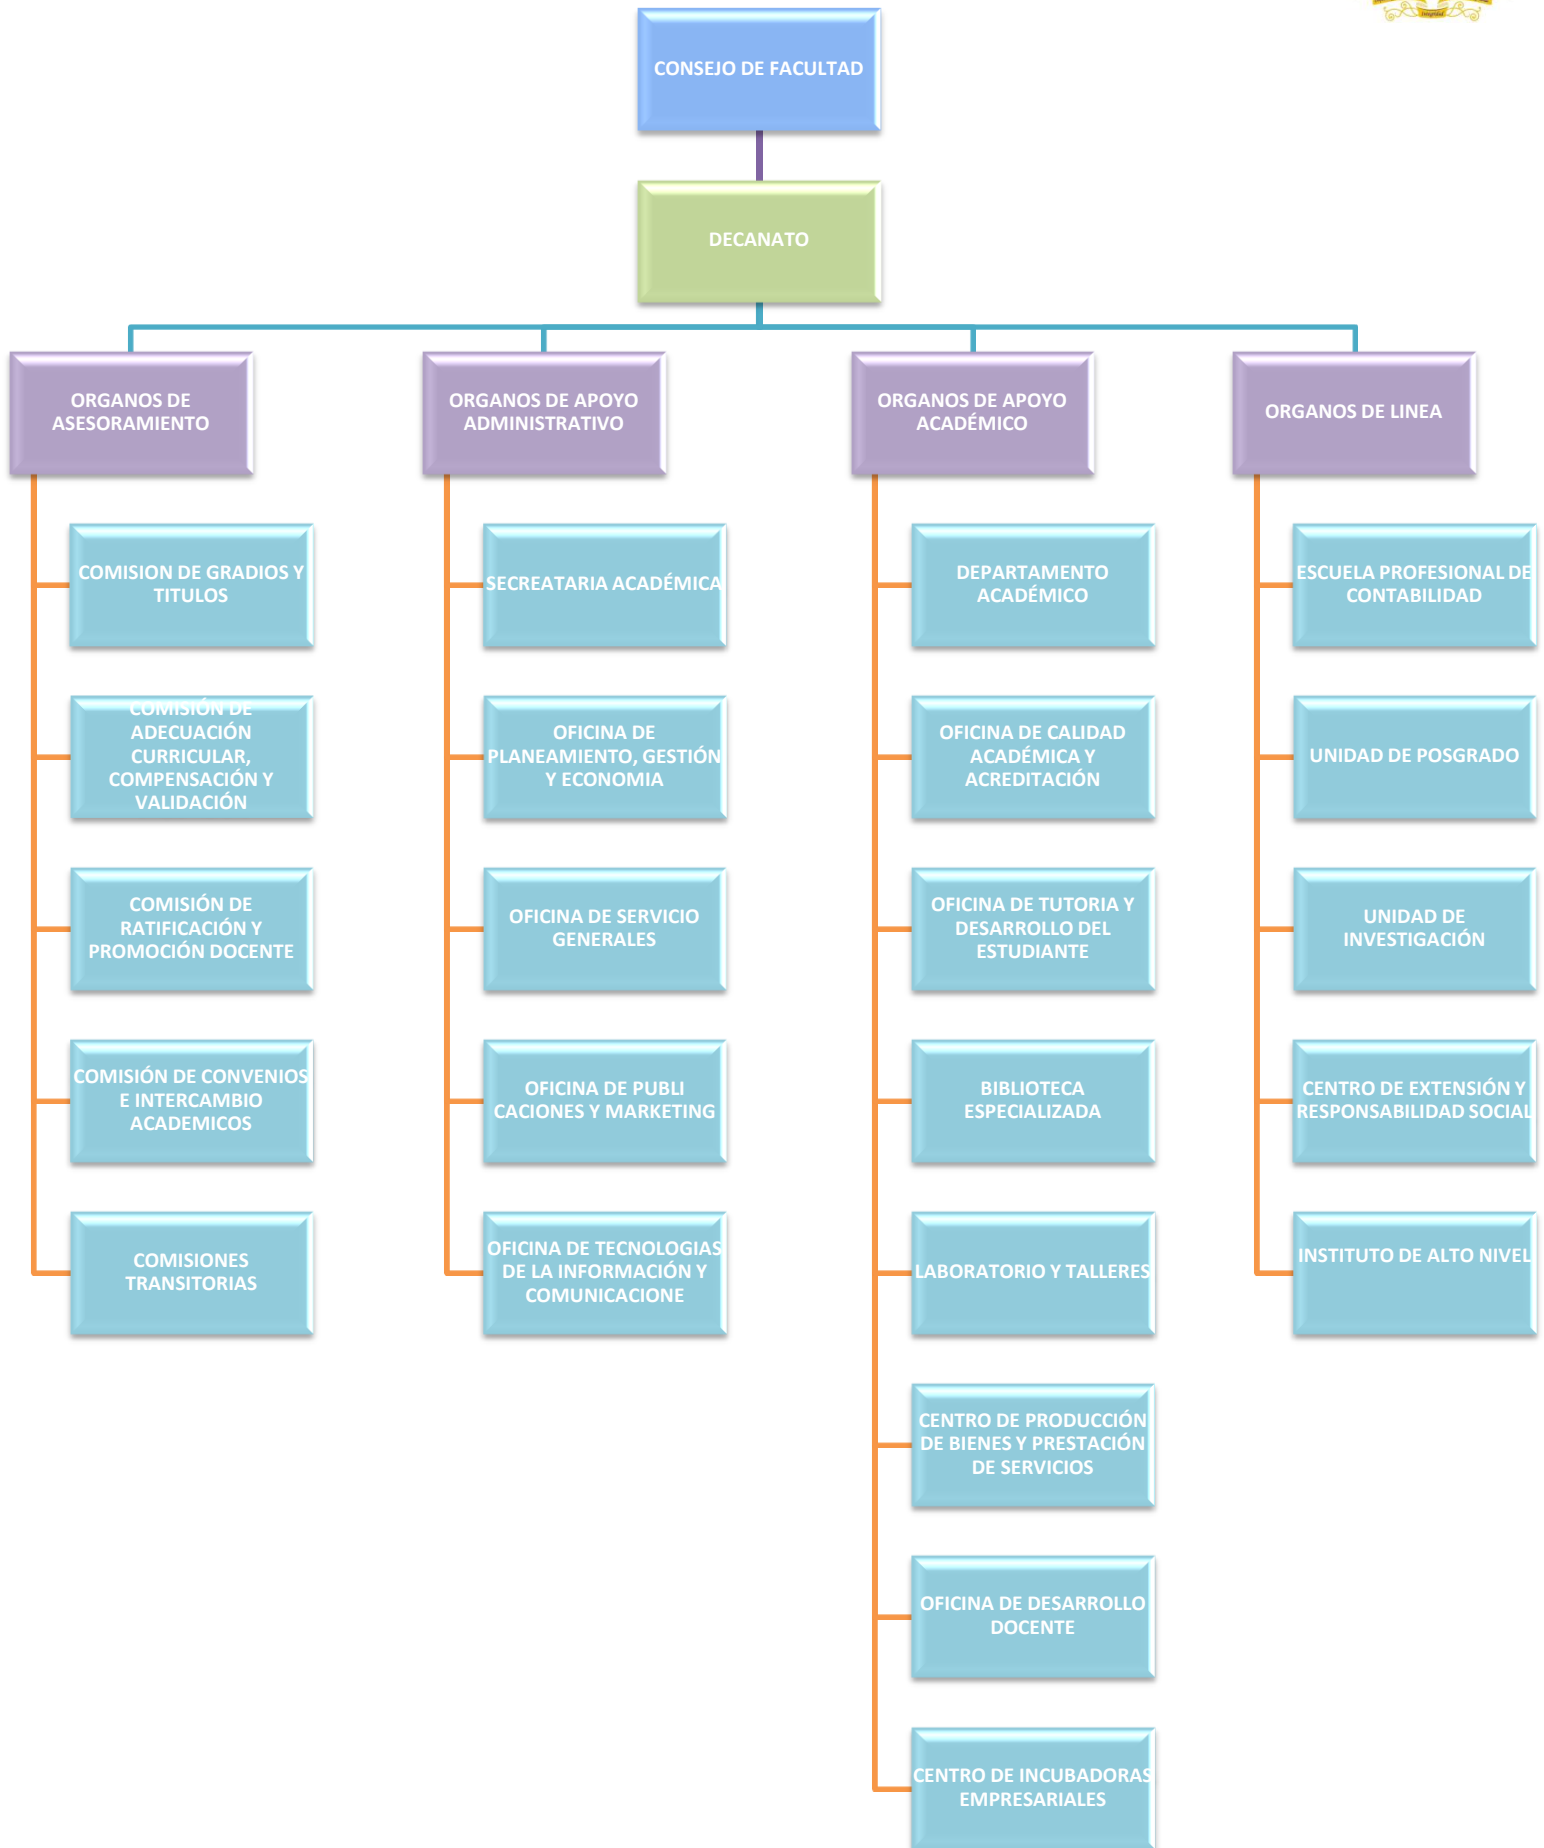 Integridad
CONSEJO DE FACULTAD
DECANATO
ORGANOS DE
ASESORAMIENTO
ORGANOS DE APOYO
ADMINISTRATIVO
ORGANOS DE APOYO
ACADÉMICO
ORGANOS DE LINEA
COMISION DE GRADIOS Y
TITULOS
COMISIÓN DE
ADECUACIÓN
CURRICULAR,
COMPENSACIÓN Y
VALIDACIÓN
COMISIÓN DE
RATIFICACIÓN Y
PROMOCIÓN DOCENTE
COMISIÓN DE CONVENIOS
E INTERCAMBIO
ACADEMICOS
COMISIONES
TRANSITORIAS
SECREATARIA ACADÉMICA
OFICINA DE
PLANEAMIENTO, GESTIÓN
Y ECONOMIA
OFICINA DE SERVICIO
GENERALES
OFICINA DE PUBLI
CACIONES Y MARKETING
OFICINA DE TECNOLOGIAS
DE LA INFORMACIÓN Y
COMUNICACIONE
DEPARTAMENTO
ACADÉMICO
OFICINA DE CALIDAD
ACADÉMICA Y
ACREDITACIÓN
OFICINA DE TUTORIA Y
DESARROLLO DEL
ESTUDIANTE
BIBLIOTECA
ESPECIALIZADA
LABORATORIO Y TALLERES
CENTRO DE PRODUCCIÓN
DE BIENES Y PRESTACIÓN
DE SERVICIOS
OFICINA DE DESARROLLO
DOCENTE
CENTRO DE INCUBADORAS
EMPRESARIALES
ESCUELA PROFESIONAL DE
CONTABILIDAD
UNIDAD DE POSGRADO
UNIDAD DE
INVESTIGACIÓN
CENTRO DE EXTENSIÓN Y
RESPONSABILIDAD SOCIAL
INSTITUTO DE ALTO NIVEL